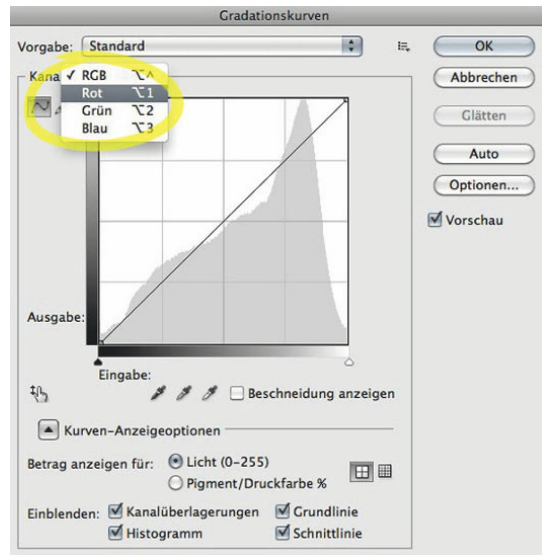 Gradationskurven
Vorgabe: Standard
OK
Kana
✓ RGB ⌥^
Rot ⌥1
Grün ⌥2
Blau ⌥3
Abbrechen
Glätten
Auto
Optionen...
Vorschau
Ausgabe:
Eingabe:
Beschneidung anzeigen
Kurven-Anzeigeoptionen
Betrag anzeigen für: Licht (0–255)
Pigment/Druckfarbe %
Einblenden: Kanalüberlagerungen Grundlinie
Histogramm Schnittlinie